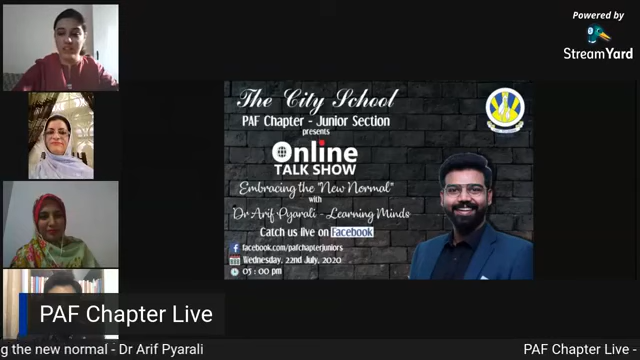 Powered by
StreamYard
The City School
PAF Chapter - Junior Section
presents
Online
TALK SHOW
Embracing the "New Normal"
with
Dr Arif Pyarali - Learning Minds
Catch us live on facebook
facebook.com/pafchapterjuniors
Wednesday, 22nd July, 2020
03 : 00 pm
PAF Chapter Live
g the new normal - Dr Arif Pyarali
PAF Chapter Live -